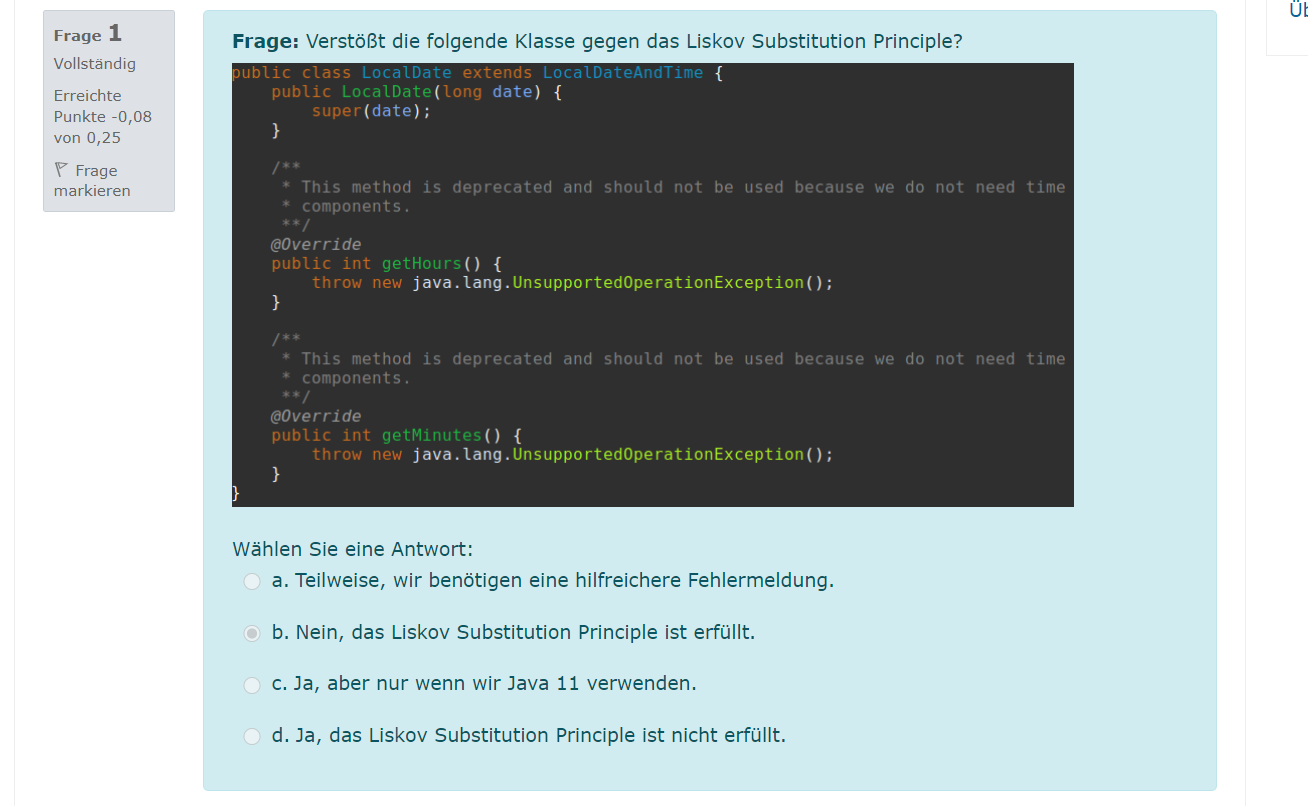 Frage 1
Vollständig
Erreichte
Punkte -0,08
von 0,25
Frage
markieren
Frage: Verstößt die folgende Klasse gegen das Liskov Substitution Principle?
public class LocalDate extends LocalDateAndTime {
    public LocalDate(long date) {
        super(date);
    }

    /**
     * This method is deprecated and should not be used because we do not need time
     * components.
     **/
    @Override
    public int getHours() {
        throw new java.lang.UnsupportedOperationException();
    }

    /**
     * This method is deprecated and should not be used because we do not need time
     * components.
     **/
    @Override
    public int getMinutes() {
        throw new java.lang.UnsupportedOperationException();
    }
}
Wählen Sie eine Antwort:
a. Teilweise, wir benötigen eine hilfreichere Fehlermeldung.
b. Nein, das Liskov Substitution Principle ist erfüllt.
c. Ja, aber nur wenn wir Java 11 verwenden.
d. Ja, das Liskov Substitution Principle ist nicht erfüllt.